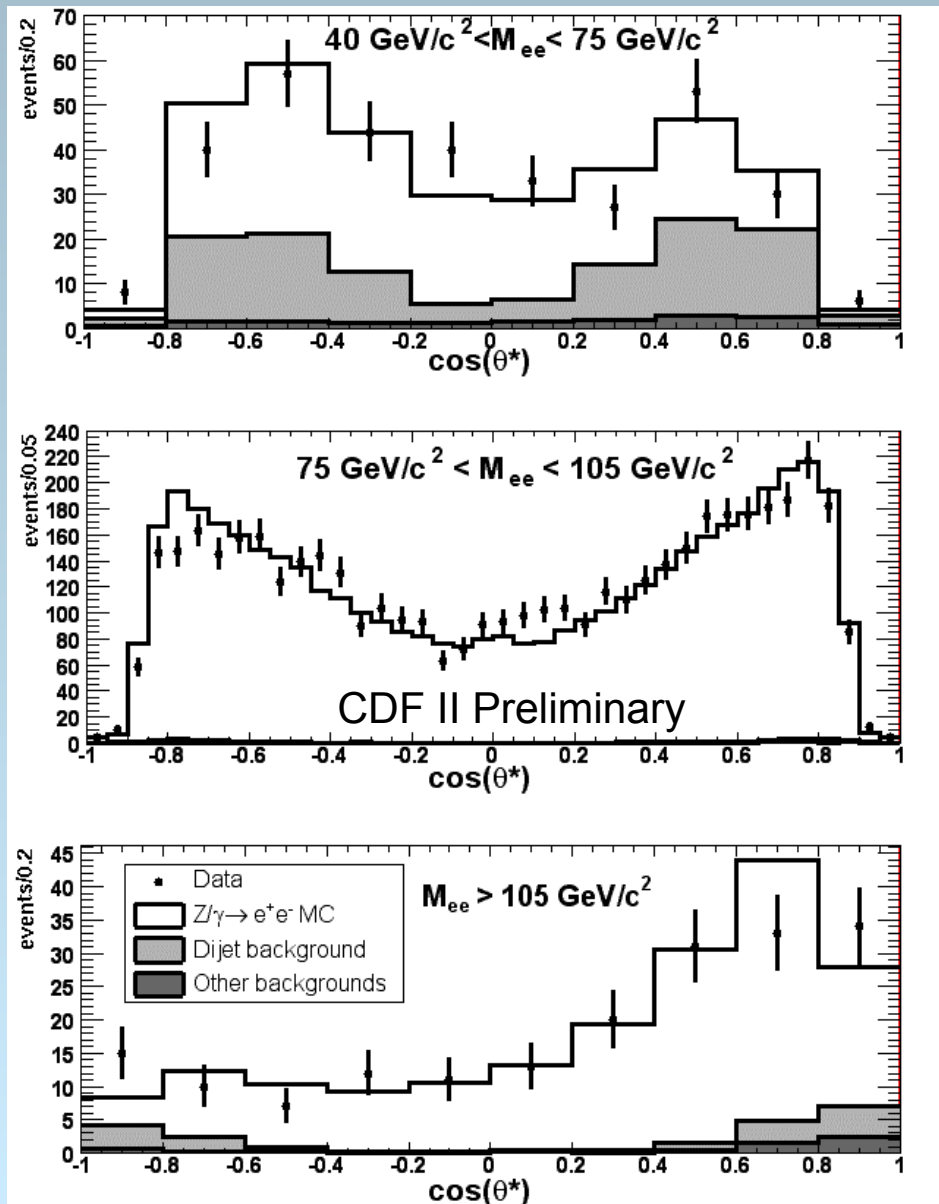 events/0.2
40 GeV/c²<Mₑₑ< 75 GeV/c²
70
60
50
40
30
20
10
0
-1 -0.8 -0.6 -0.4 -0.2 0 0.2 0.4 0.6 0.8 1
cos(θ*)
events/0.05
75 GeV/c² < Mₑₑ < 105 GeV/c²
240
220
200
180
160
140
120
100
80
60
40
20
0
CDF II Preliminary
-1 -0.8 -0.6 -0.4 -0.2 0 0.2 0.4 0.6 0.8 1
cos(θ*)
events/0.2
Mₑₑ > 105 GeV/c²
45
40
35
30
25
20
15
10
5
0
Data
Z/γ→ e⁺e⁻ MC
Dijet background
Other backgrounds
-1 -0.8 -0.6 -0.4 -0.2 0 0.2 0.4 0.6 0.8 1
cos(θ*)